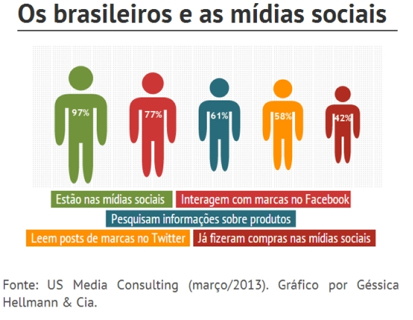 Os brasileiros e as mídias sociais
97%
77%
61%
58%
42%
Estão nas mídias sociais
Interagem com marcas no Facebook
Pesquisam informações sobre produtos
Leem posts de marcas no Twitter
Já fizeram compras nas mídias sociais
Fonte: US Media Consulting (março/2013). Gráfico por Géssica
Hellmann & Cia.